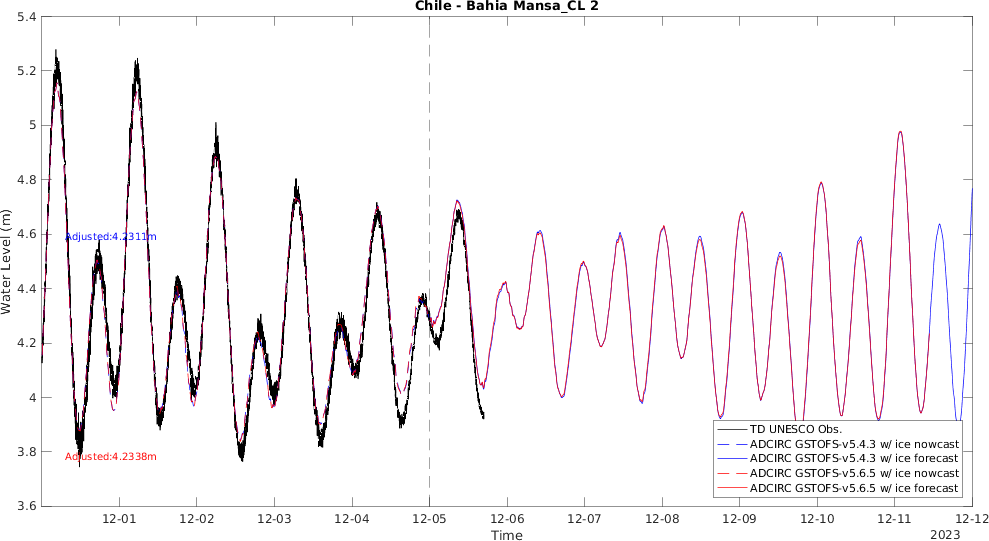 Chile - Bahia Mansa_CL 2
5.4
5.2
5
4.8
4.6
4.4
4.2
4
3.8
3.6
Water Level (m)
Adjusted:4.2311m
Adjusted:4.2338m
TD UNESCO Obs.
ADCIRC GSTOFS-v5.4.3 w/ ice nowcast
ADCIRC GSTOFS-v5.4.3 w/ ice forecast
ADCIRC GSTOFS-v5.6.5 w/ ice nowcast
ADCIRC GSTOFS-v5.6.5 w/ ice forecast
12-01 12-02 12-03 12-04 12-05 12-06 12-07 12-08 12-09 12-10 12-11 12-12
Time
2023